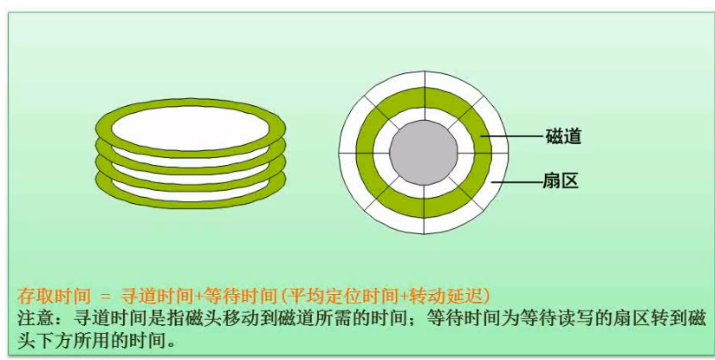 磁道
扇区
存取时间 = 寻道时间+等待时间(平均定位时间+转动延迟)
注意：寻道时间是指磁头移动到磁道所需的时间；等待时间为等待读写的扇区转到磁
头下方所用的时间。